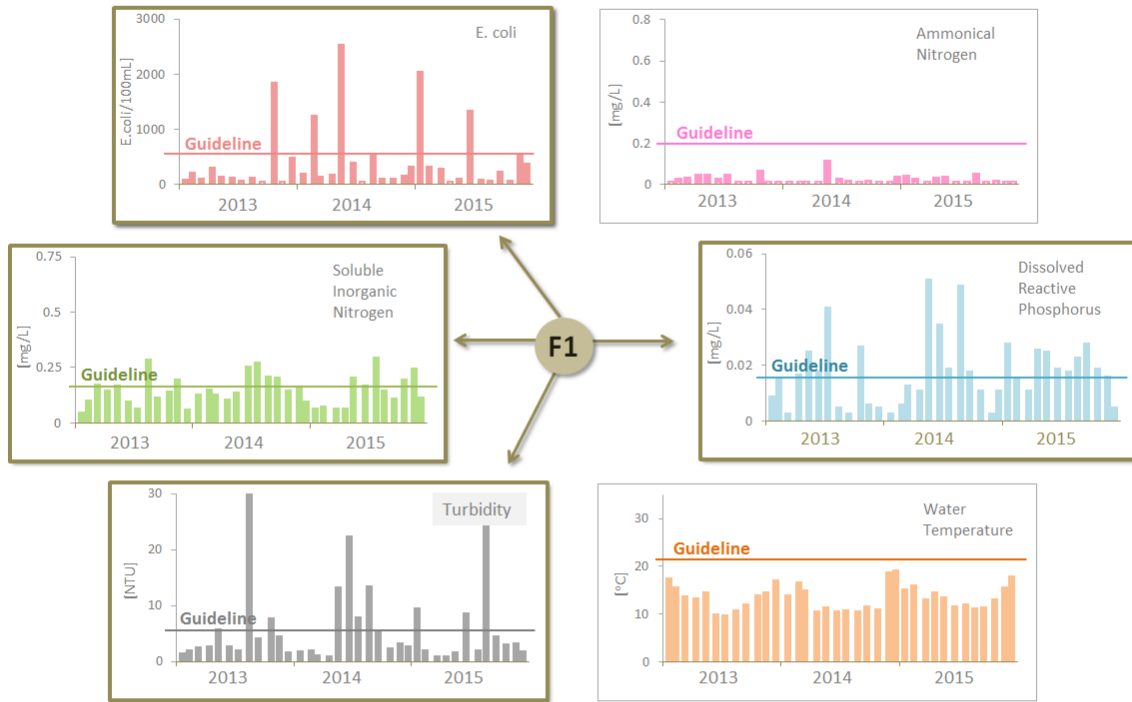 3000
2000
1000
0
E.coli/100mL]
E. coli
Guideline
2013
2014
2015
0.8
0.6
0.4
0.2
0
[mg/L]
Ammonical
Nitrogen
Guideline
2013
2014
2015
0.75
0.5
0.25
0
[mg/L]
Soluble
Inorganic
Nitrogen
Guideline
2013
2014
2015
F1
0.06
0.04
0.02
0
[mg/L]
Dissolved
Reactive
Phosphorus
Guideline
2013
2014
2015
30
20
10
0
[NTU]
Turbidity
Guideline
2013
2014
2015
30
20
10
0
[°C]
Water
Temperature
Guideline
2013
2014
2015